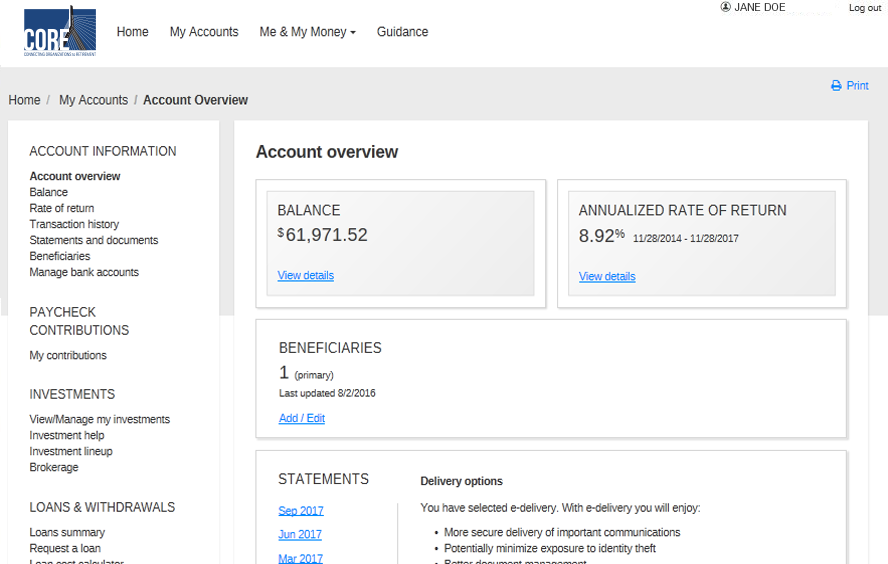 JANE DOE
Log out
CORE
CONNECTING ORGANIZATIONS to RETIREMENT
Home
My Accounts
Me & My Money
Guidance
Print
Home / My Accounts / Account Overview
ACCOUNT INFORMATION
Account overview
Balance
Rate of return
Transaction history
Statements and documents
Beneficiaries
Manage bank accounts
PAYCHECK
CONTRIBUTIONS
My contributions
INVESTMENTS
View/Manage my investments
Investment help
Investment lineup
Brokerage
LOANS & WITHDRAWALS
Loans summary
Request a loan
Loan cost calculator
Account overview
BALANCE
$61,971.52
View details
ANNUALIZED RATE OF RETURN
8.92% 11/28/2014 - 11/28/2017
View details
BENEFICIARIES
1 (primary)
Last updated 8/2/2016
Add / Edit
STATEMENTS
Sep 2017
Jun 2017
Mar 2017
Delivery options
You have selected e-delivery. With e-delivery you will enjoy:
• More secure delivery of important communications
• Potentially minimize exposure to identity theft
• Better document management